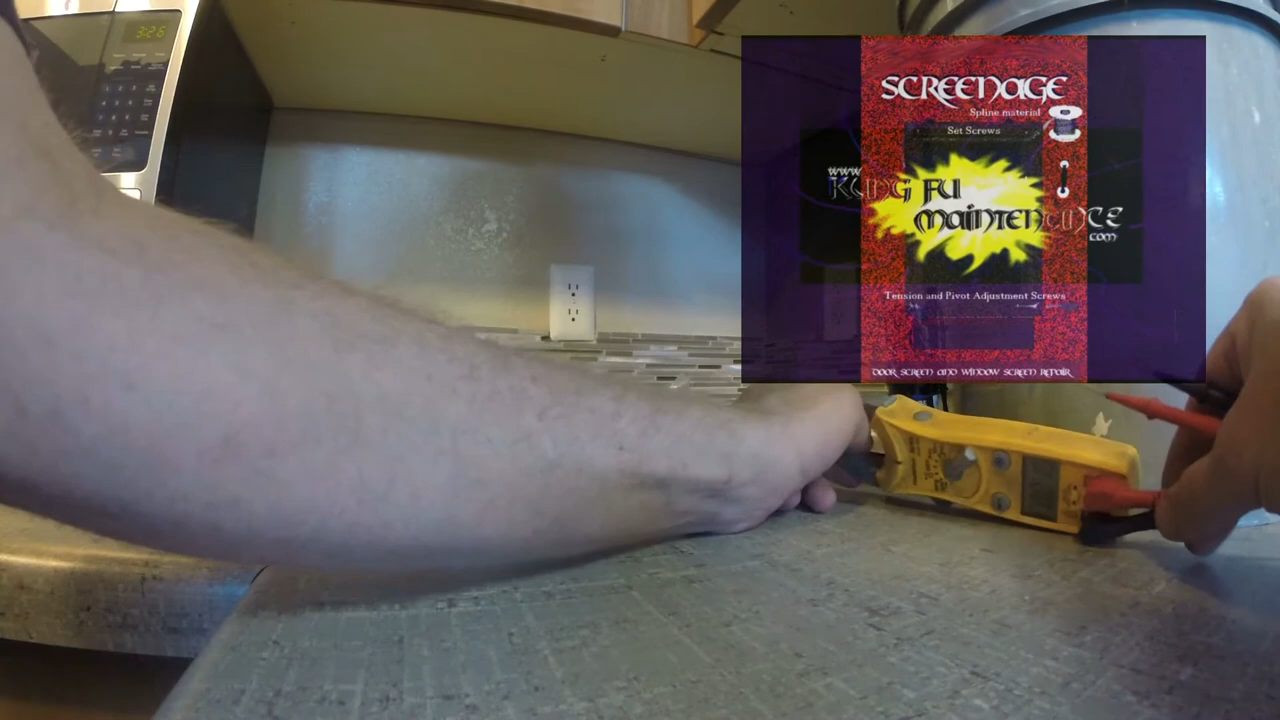 3:26
SCREENAGE
Spline material
Set Screws
www.
KUNG FU
MAINTENANCE
.COM
Tension and Pivot Adjustment Screws
DOOR SCREEN AND WINDOW SCREEN REPAIR